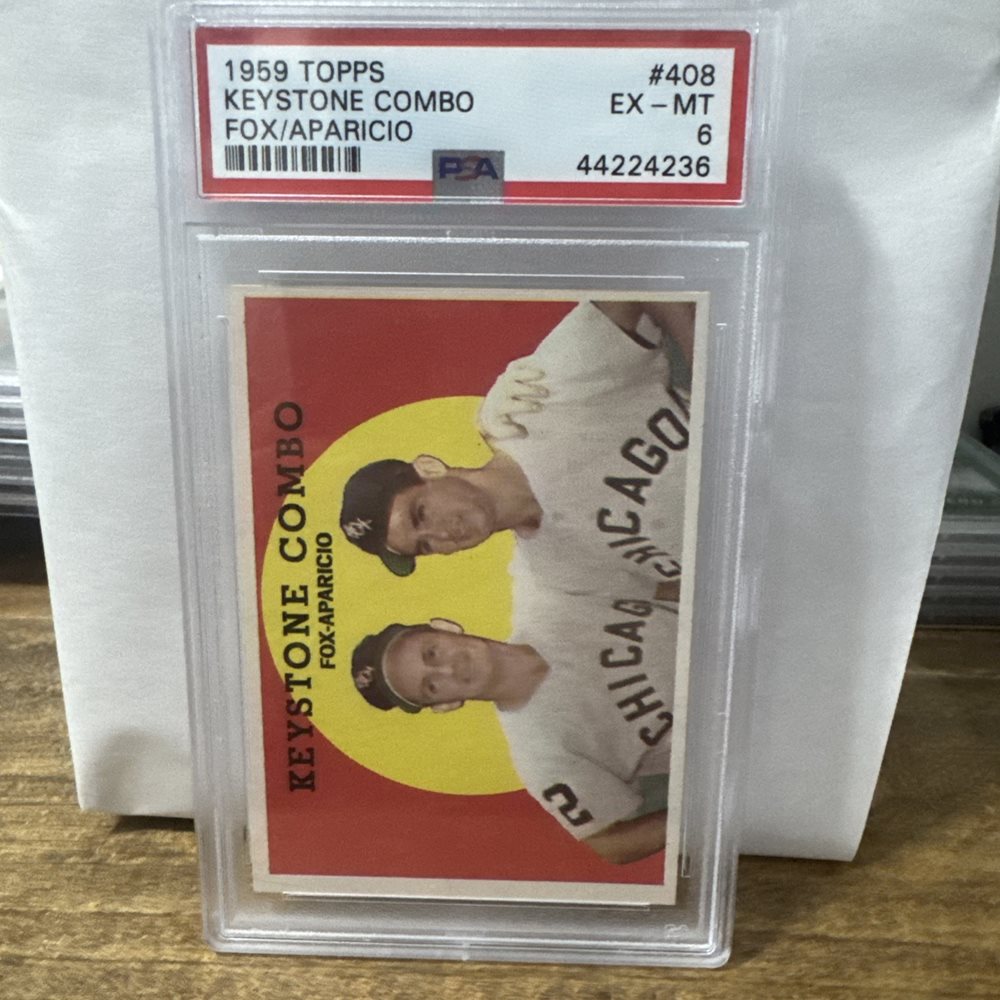 1959 TOPPS #408
KEYSTONE COMBO EX - MT
FOX/APARICIO 6
PSA 44224236
KEYSTONE COMBO
FOX-APARICIO
CHICAGO
CHICAGO
2